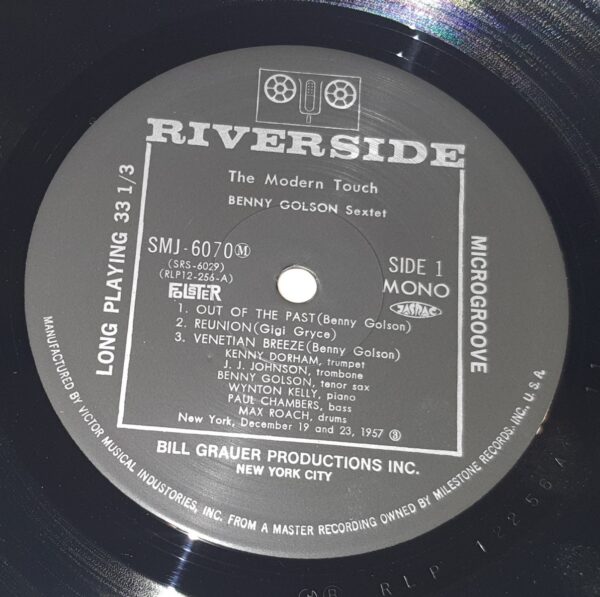 RIVERSIDE
The Modern Touch
BENNY GOLSON Sextet
SMJ-6070 Ⓜ
(SRS-6029)
(RLP12-256-A)
SIDE 1
MONO
JASRAC
1. OUT OF THE PAST (Benny Golson)
2. REUNION (Gigi Gryce)
3. VENETIAN BREEZE (Benny Golson)
KENNY DORHAM, trumpet
J. J. JOHNSON, trombone
BENNY GOLSON, tenor sax
WYNTON KELLY, piano
PAUL CHAMBERS, bass
MAX ROACH, drums
New York, December 19 and 23, 1957 ③
LONG PLAYING 33 1/3
MICROGROOVE
BILL GRAUER PRODUCTIONS INC.
NEW YORK CITY
MANUFACTURED BY VICTOR MUSICAL INDUSTORIES, INC. FROM A MASTER RECORDING OWNED BY MILESTONE RECORDS, INC. U. S. A.
RLP 12256A